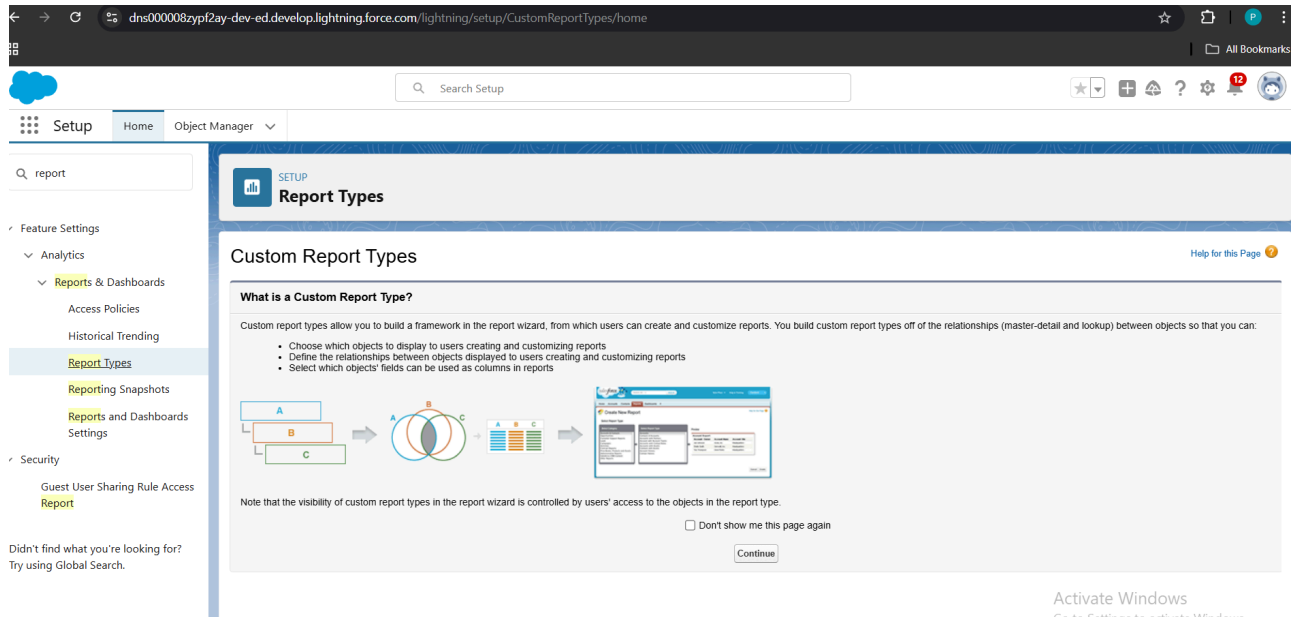 dns000008zypf2ay-dev-ed.develop.lightning.force.com/lightning/setup/CustomReportTypes/home
P
All Bookmarks
Search Setup
12
Setup
Home
Object Manager
report
SETUP
Report Types
Feature Settings
Analytics
Reports & Dashboards
Access Policies
Historical Trending
Report Types
Reporting Snapshots
Reports and Dashboards
Settings
Security
Guest User Sharing Rule Access
Report
Didn't find what you're looking for?
Try using Global Search.
Custom Report Types
Help for this Page
What is a Custom Report Type?
Custom report types allow you to build a framework in the report wizard, from which users can create and customize reports. You build custom report types off of the relationships (master-detail and lookup) between objects so that you can:
• Choose which objects to display to users creating and customizing reports
• Define the relationships between objects displayed to users creating and customizing reports
• Select which objects' fields can be used as columns in reports
A
B
C
A
B
C
A B C
Create New Report
Note that the visibility of custom report types in the report wizard is controlled by users' access to the objects in the report type.
Don't show me this page again
Continue
Activate Windows
Go to Settings to activate Windows.